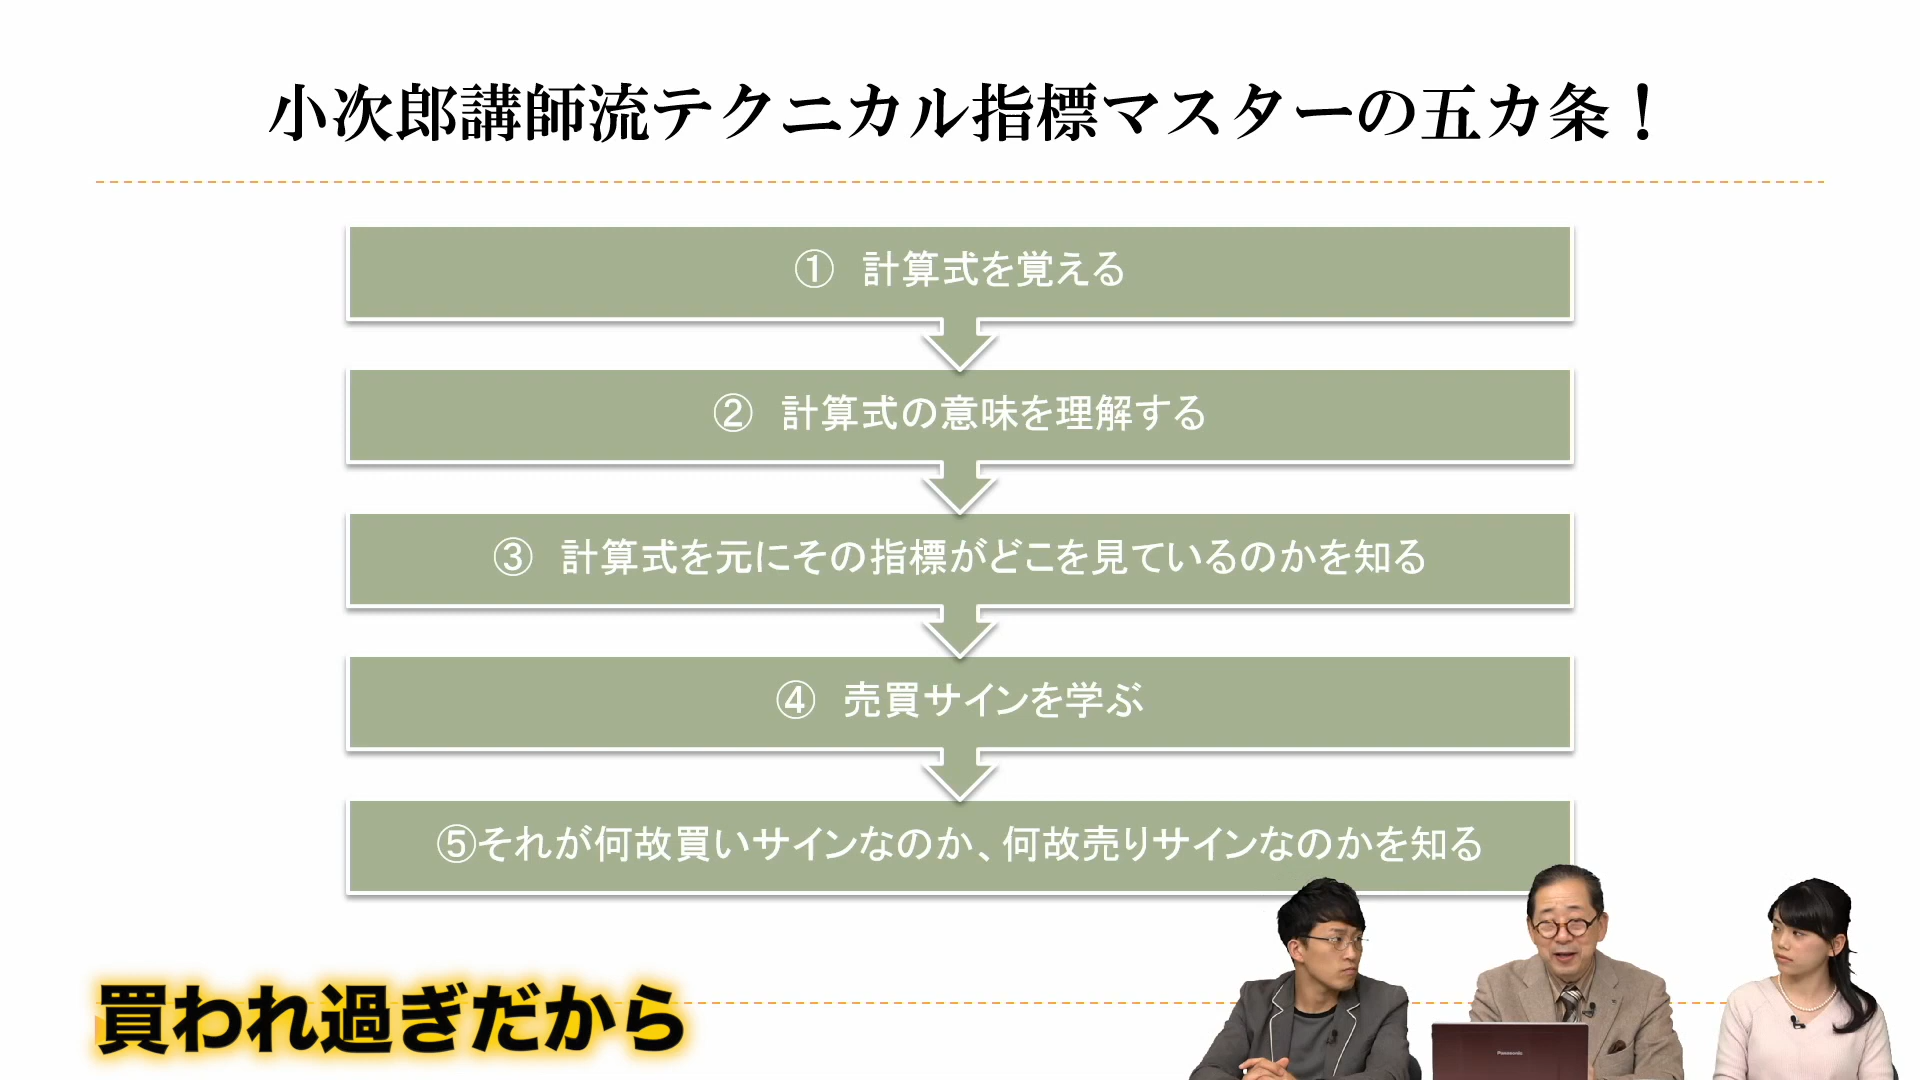 小次郎講師流テクニカル指標マスターの五カ条！
① 計算式を覚える
② 計算式の意味を理解する
③ 計算式を元にその指標がどこを見ているのかを知る
④ 売買サインを学ぶ
⑤それが何故買いサインなのか、何故売りサインなのかを知る
買われ過ぎだから
Panasonic